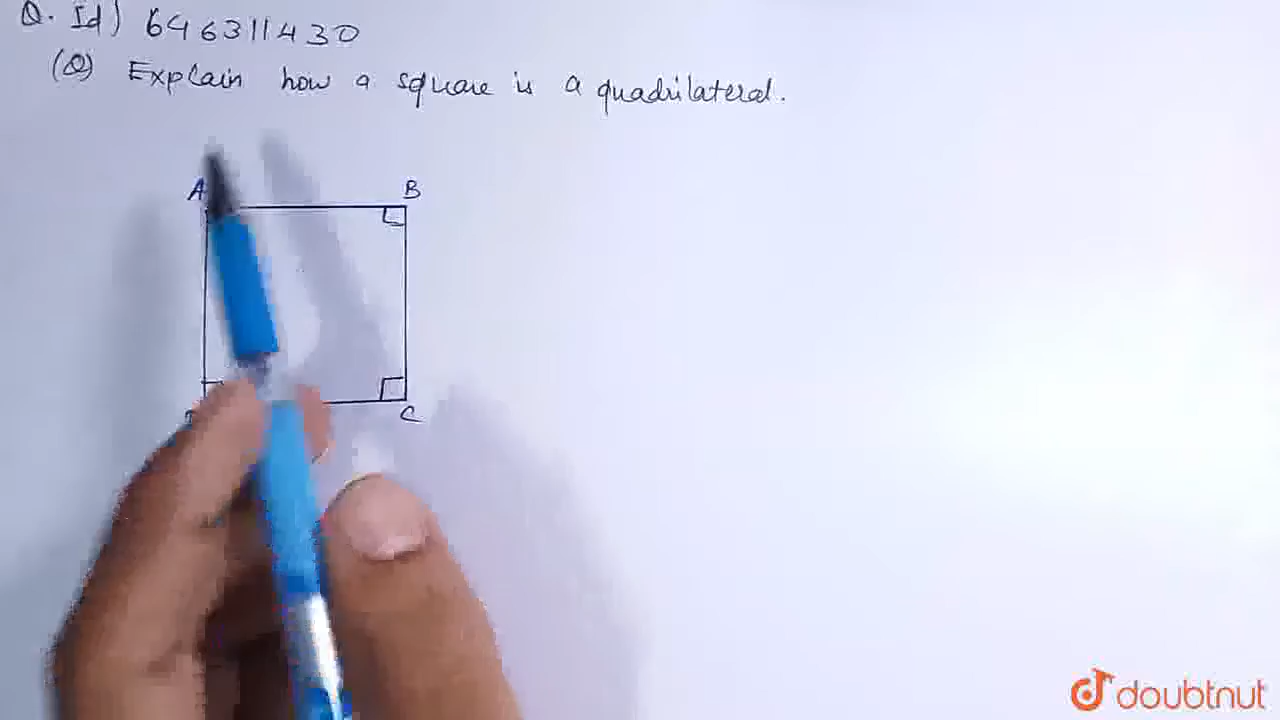 Q. Id) 646311430
(Q) Explain how a square is a quadrilateral.
A
B
C
doubtnut